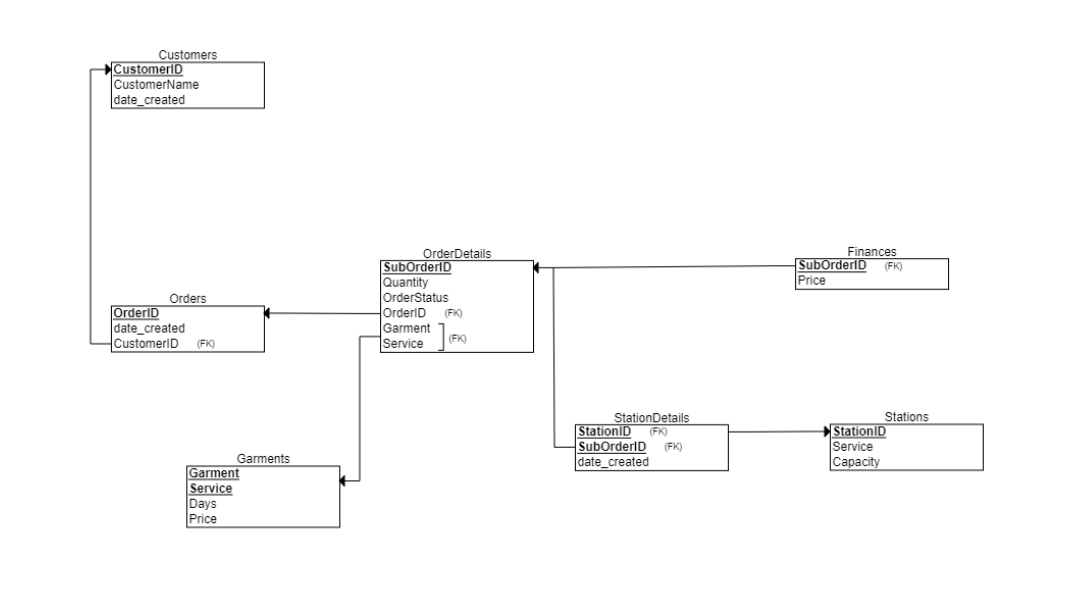 Customers
CustomerID
CustomerName
date_created
OrderDetails
SubOrderID
Quantity
OrderStatus
OrderID (FK)
Garment
Service (FK)
Finances
SubOrderID (FK)
Price
Orders
OrderID
date_created
CustomerID (FK)
StationDetails
StationID (FK)
SubOrderID (FK)
date_created
Stations
StationID
Service
Capacity
Garments
Garment
Service
Days
Price